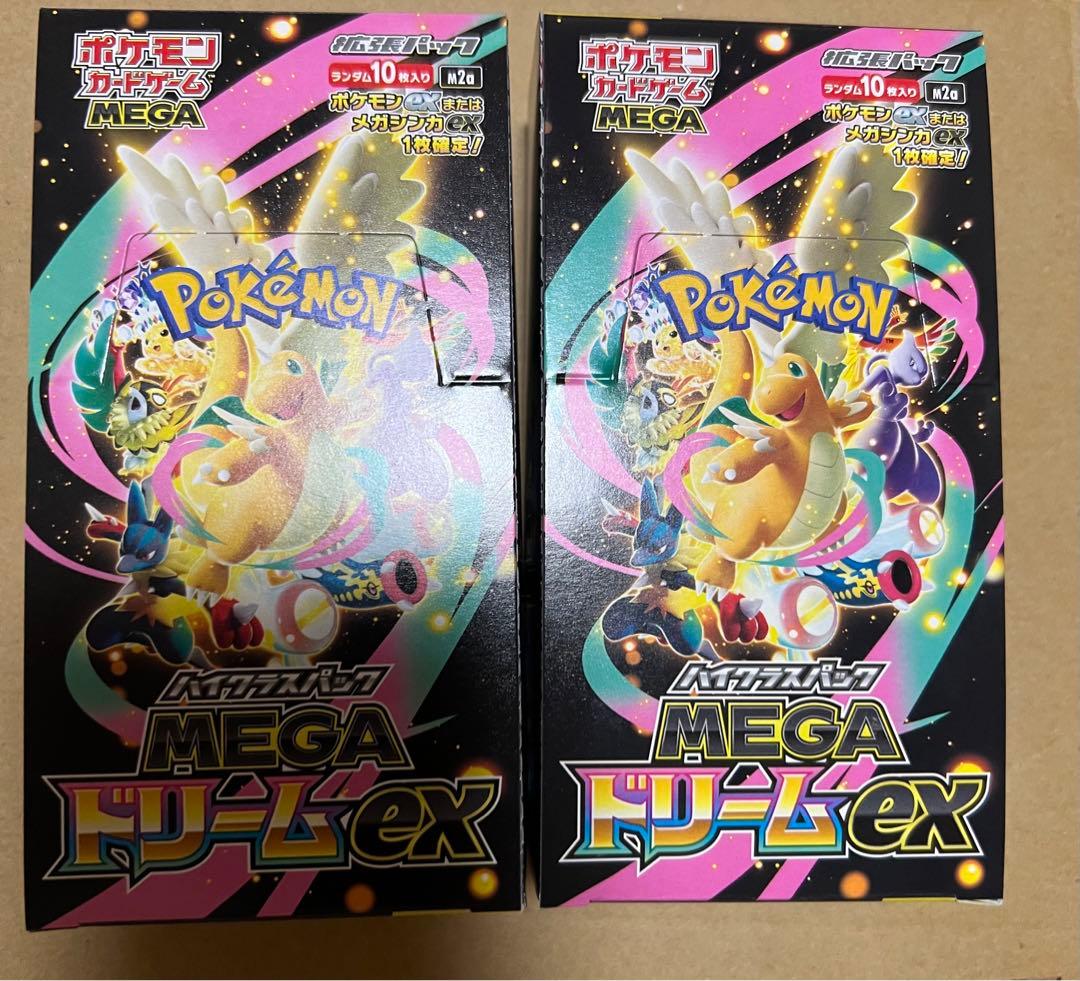 ポケモン
カードゲーム
MEGA
拡張パック
ランダム10枚入り M2a
ポケモンexまたは
メガシンカex
1枚確定!
POKéMON
ハイクラスパック
MEGA
ドリームex
ポケモン
カードゲーム
MEGA
拡張パック
ランダム10枚入り M2a
ポケモンexまたは
メガシンカex
1枚確定!
POKéMON
TM
ハイクラスパック
MEGA
ドリームex